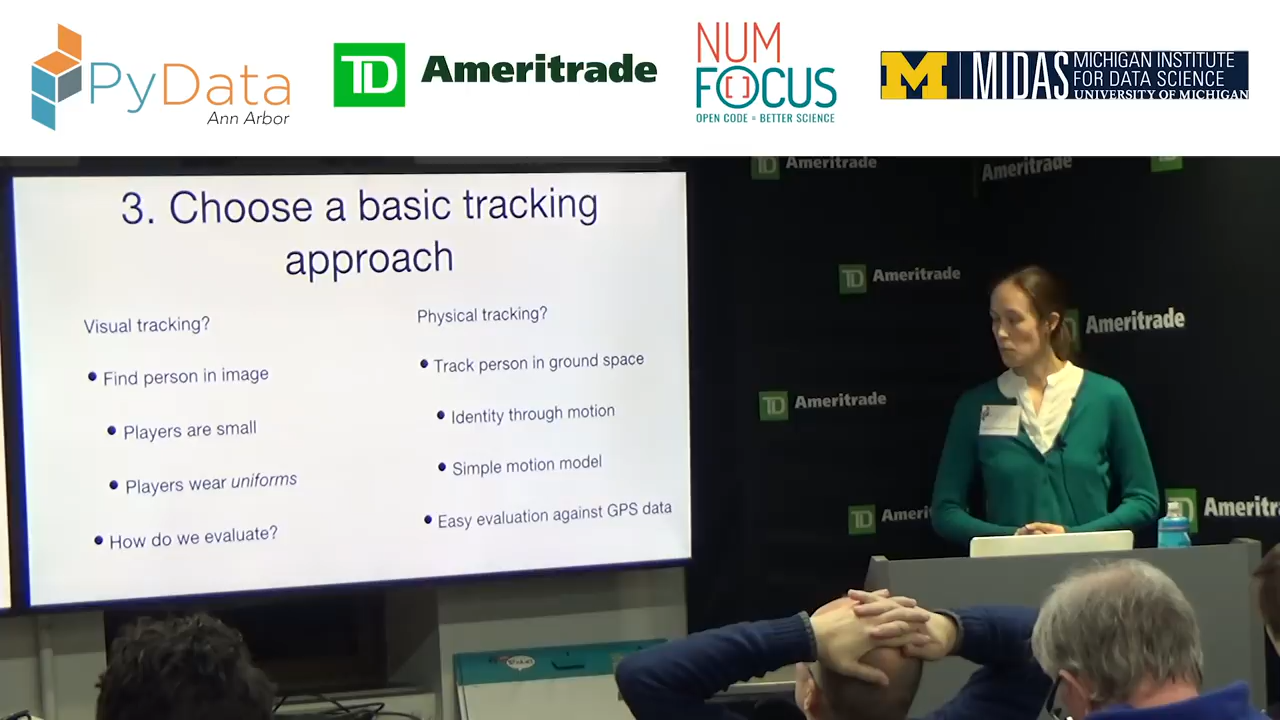 PyData
Ann Arbor
TD Ameritrade
NUM
FOCUS
OPEN CODE = BETTER SCIENCE
M MIDAS
MICHIGAN INSTITUTE
FOR DATA SCIENCE
UNIVERSITY OF MICHIGAN
3. Choose a basic tracking
approach
Visual tracking?
Find person in image
Players are small
Players wear uniforms
How do we evaluate?
Physical tracking?
Track person in ground space
Identity through motion
Simple motion model
Easy evaluation against GPS data
TD Ameritrade
Ameritrade
TD
TD Ameritrade
Ameritrade
TD Ameritrade
TD Ameri
TD Ameri